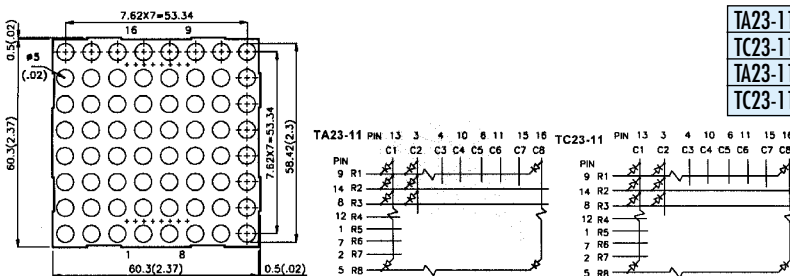 7.62X7=53.34
16 9
0.5(.02)
ø5
(.02)
60.3(2.37)
7.62X7=53.34
58.42(2.3)
1 8
60.3(2.37)
0.5(.02)
TA23-11
TC23-11
TA23-11
TC23-11
TA23-11 PIN 13 3 4 10 6 11 15 16
C1 C2 C3 C4 C5 C6 C7 C8
PIN
9 R1
14 R2
8 R3
12 R4
1 R5
7 R6
2 R7
5 R8
TC23-11 PIN 13 3 4 10 6 11 15 16
C1 C2 C3 C4 C5 C6 C7 C8
PIN
9 R1
14 R2
8 R3
12 R4
1 R5
7 R6
2 R7
5 R8